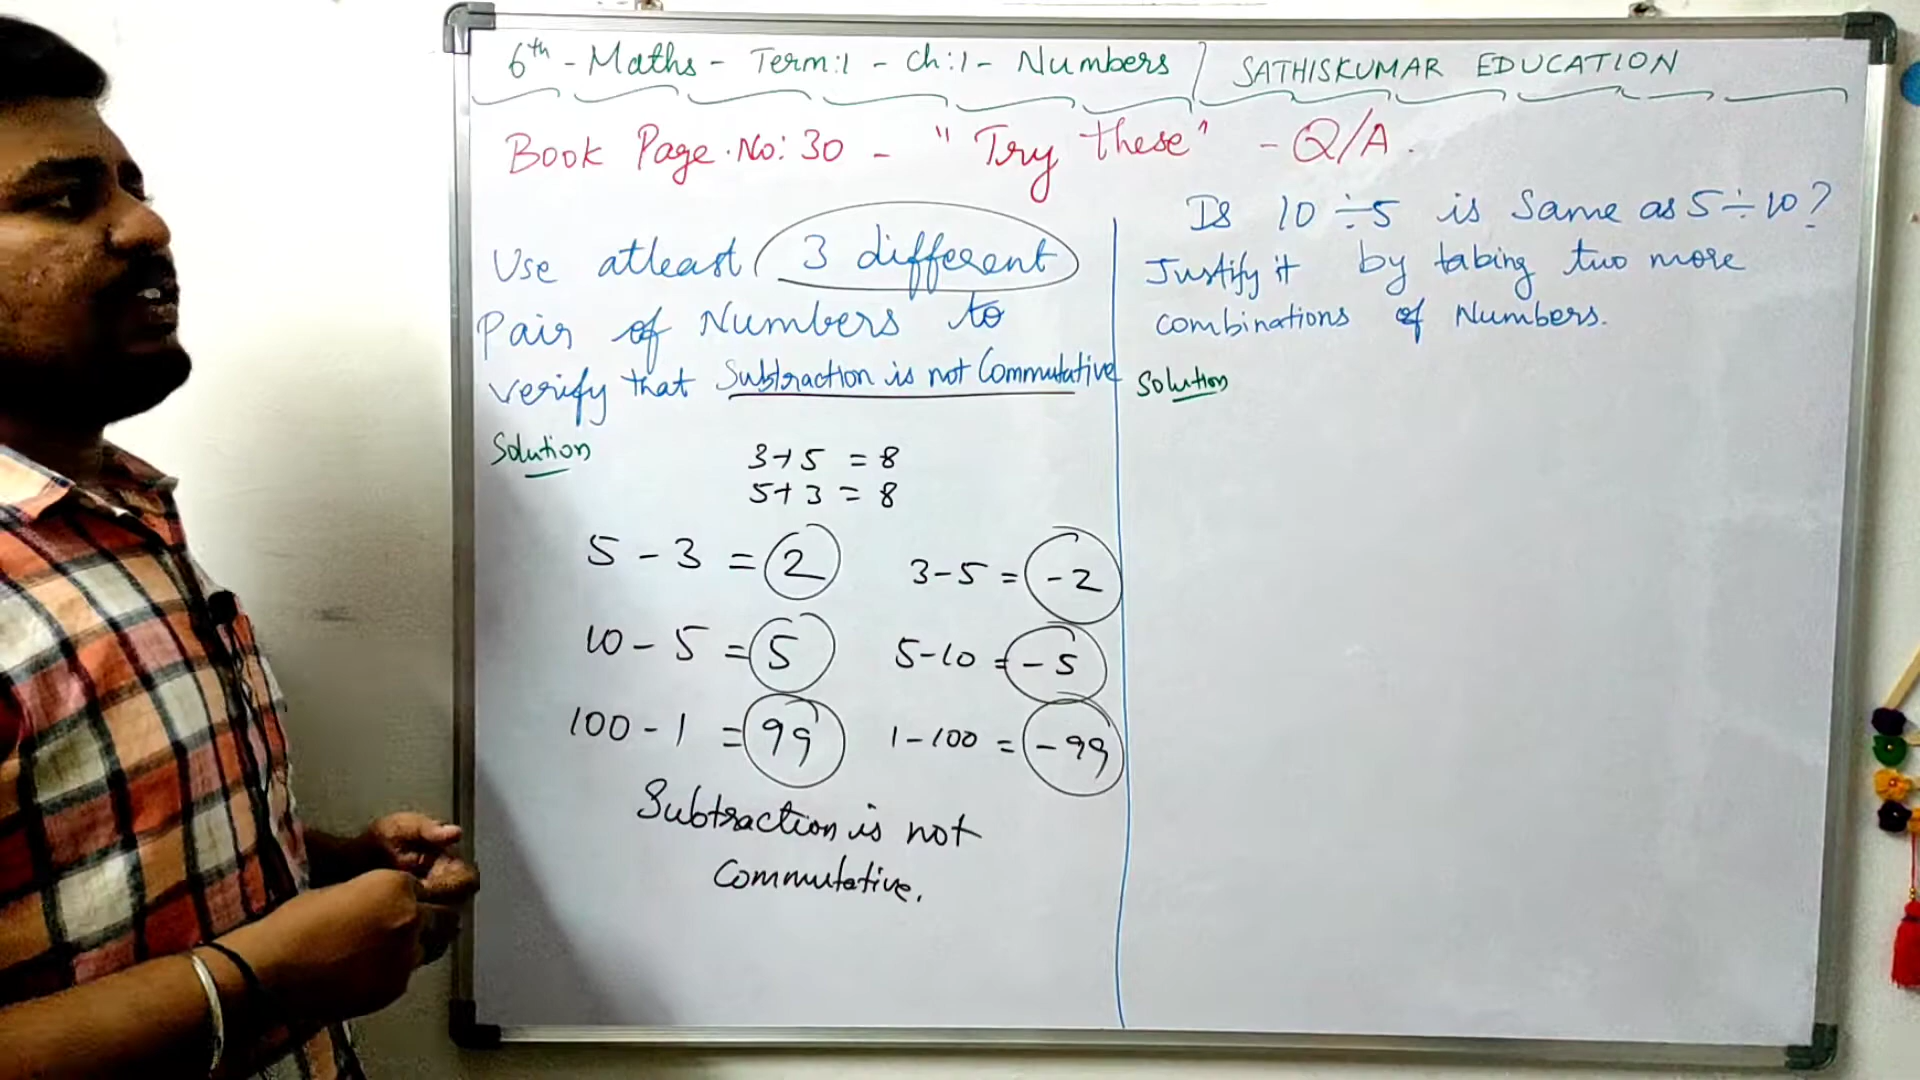 6th - Maths - Term:1 - Ch:1 - Numbers / SATHISKUMAR EDUCATION
Book Page.No: 30 - "Try these" - Q/A.
Use atleast 3 different
Pair of Numbers to
verify that Subtraction is not Commutative
Solution
3+5 = 8
5+3 = 8
5 - 3 = 2 3-5 = -2
10 - 5 = 5 5-10 = -5
100 - 1 = 99 1-100 = -99
Subtraction is not
Commutative.
Is 10 ÷ 5 is Same as 5 ÷ 10?
Justify it by taking two more
combinations of Numbers.
Solution